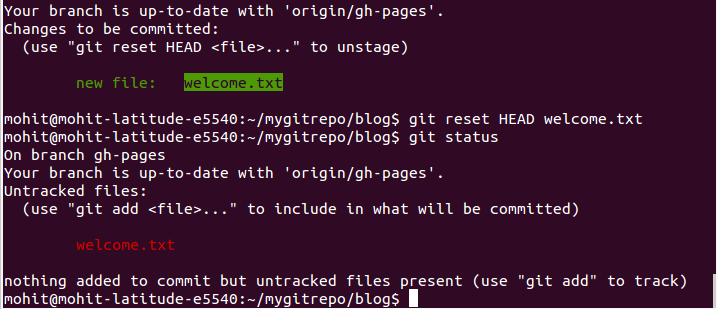 Your branch is up-to-date with 'origin/gh-pages'.
Changes to be committed:
  (use "git reset HEAD <file>..." to unstage)
        new file:   welcome.txt
mohit@mohit-latitude-e5540:~/mygitrepo/blog$ git reset HEAD welcome.txt
mohit@mohit-latitude-e5540:~/mygitrepo/blog$ git status
On branch gh-pages
Your branch is up-to-date with 'origin/gh-pages'.
Untracked files:
  (use "git add <file>..." to include in what will be committed)
        welcome.txt
nothing added to commit but untracked files present (use "git add" to track)
mohit@mohit-latitude-e5540:~/mygitrepo/blog$